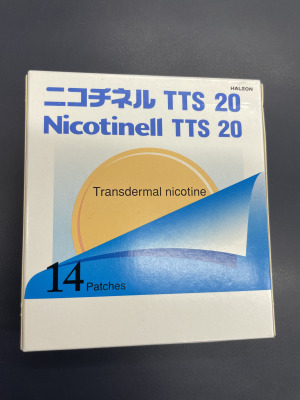 HALEON
ニコチネル TTS 20
Nicotinell TTS 20
Transdermal nicotine
14 Patches